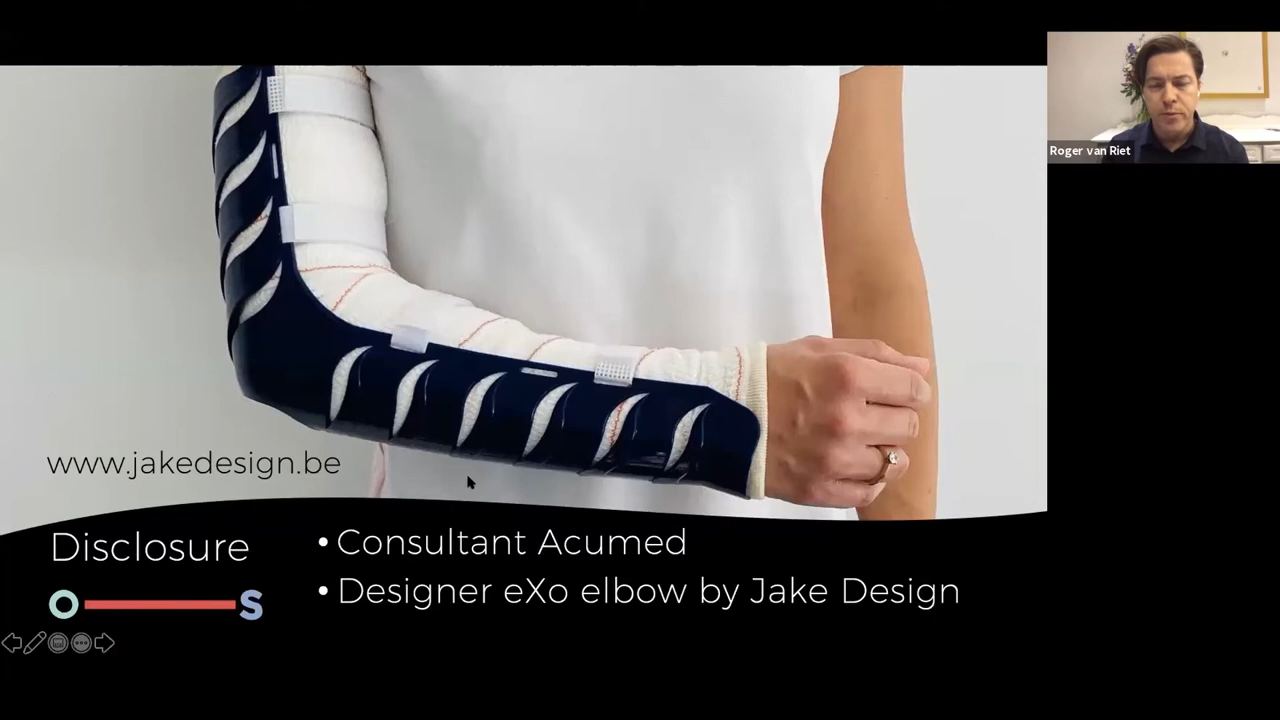 Roger van Riet
www.jakedesign.be
Disclosure
• Consultant Acumed
• Designer eXo elbow by Jake Design
O S